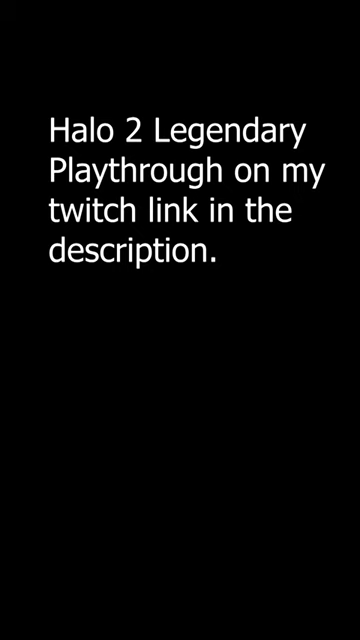 Halo 2 Legendary
Playthrough on my
twitch link in the
description.